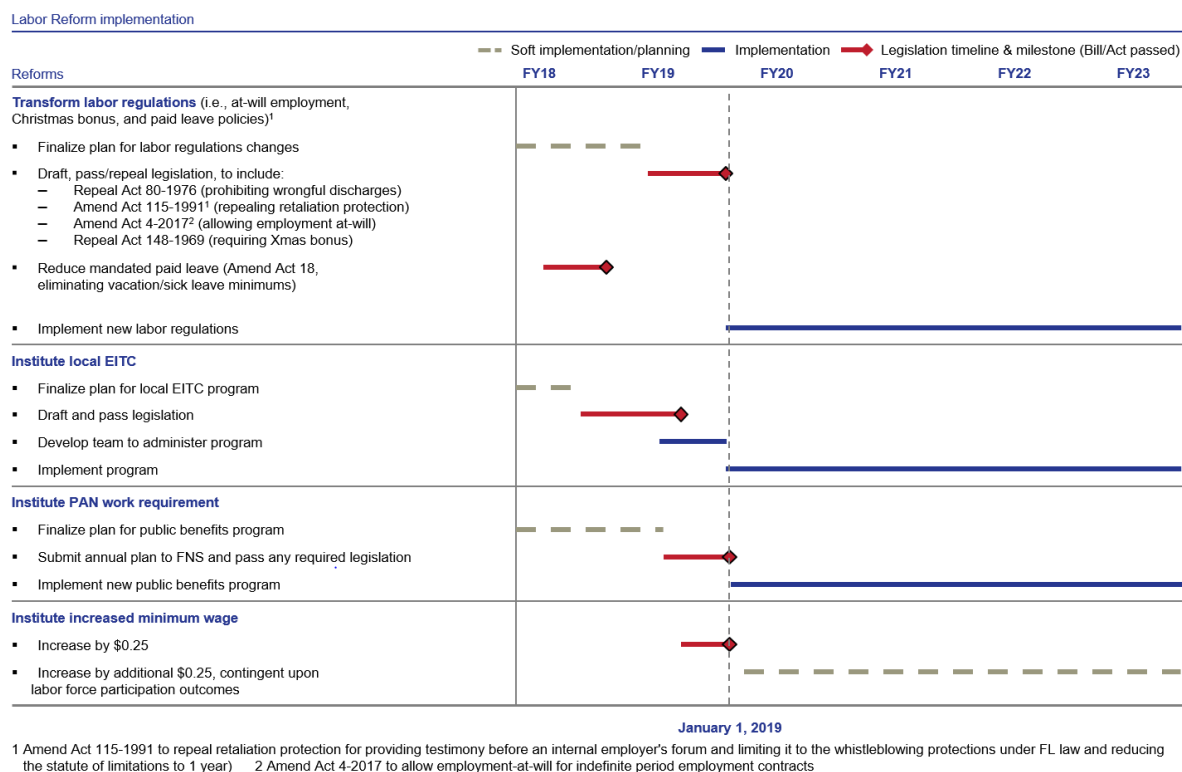 Labor Reform implementation
Soft implementation/planning Implementation Legislation timeline & milestone (Bill/Act passed)
Reforms FY18 FY19 FY20 FY21 FY22 FY23
Transform labor regulations (i.e., at-will employment,
Christmas bonus, and paid leave policies)¹
▪ Finalize plan for labor regulations changes
▪ Draft, pass/repeal legislation, to include:
– Repeal Act 80-1976 (prohibiting wrongful discharges)
– Amend Act 115-1991¹ (repealing retaliation protection)
– Amend Act 4-2017² (allowing employment at-will)
– Repeal Act 148-1969 (requiring Xmas bonus)
▪ Reduce mandated paid leave (Amend Act 18,
eliminating vacation/sick leave minimums)
▪ Implement new labor regulations
Institute local EITC
▪ Finalize plan for local EITC program
▪ Draft and pass legislation
▪ Develop team to administer program
▪ Implement program
Institute PAN work requirement
▪ Finalize plan for public benefits program
▪ Submit annual plan to FNS and pass any required legislation
▪ Implement new public benefits program
Institute increased minimum wage
▪ Increase by $0.25
▪ Increase by additional $0.25, contingent upon
labor force participation outcomes
January 1, 2019
1 Amend Act 115-1991 to repeal retaliation protection for providing testimony before an internal employer's forum and limiting it to the whistleblowing protections under FL law and reducing
the statute of limitations to 1 year) 2 Amend Act 4-2017 to allow employment-at-will for indefinite period employment contracts